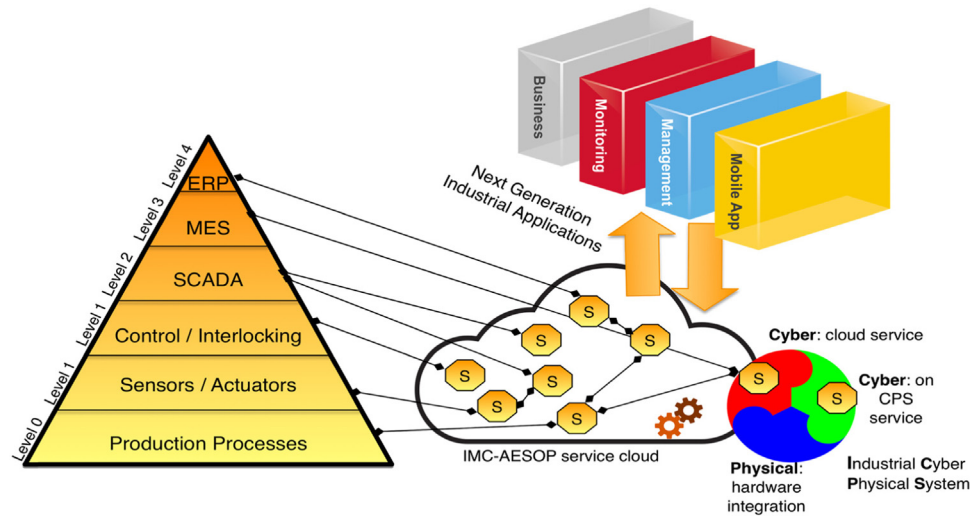 Business
Monitoring
Management
Mobile App
Next Generation
Industrial Applications
Level 4
Level 3
Level 2
Level 1
Level 1
Level 0
ERP
MES
SCADA
Control / Interlocking
Sensors / Actuators
Production Processes
S
S
S
S
S
S
S
S
S
IMC-AESOP service cloud
Cyber: cloud service
Cyber: on
CPS
service
Physical:
hardware
integration
Industrial Cyber
Physical System